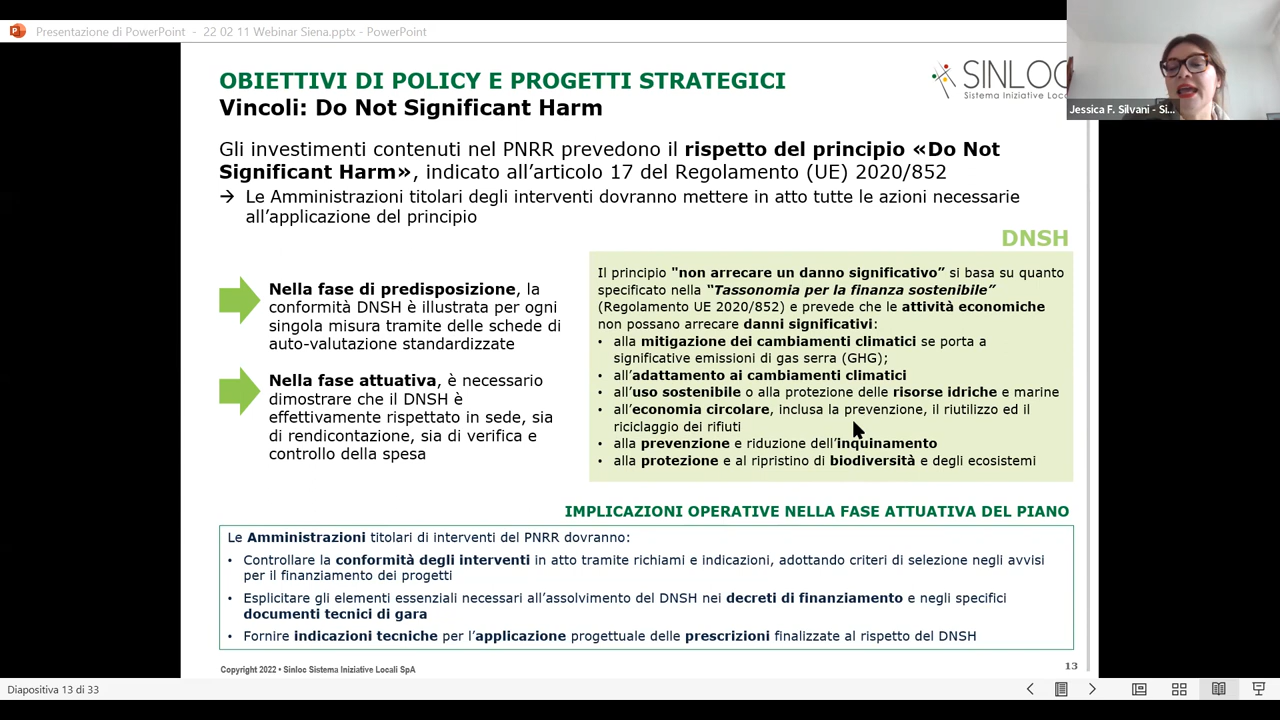 Presentazione di PowerPoint - 22 02 11 Webinar Siena.pptx - PowerPoint
OBIETTIVI DI POLICY E PROGETTI STRATEGICI
Vincoli: Do Not Significant Harm
SINLOC
Sistema Iniziative Loca
Jessica F. Silvani - Si...
Gli investimenti contenuti nel PNRR prevedono il rispetto del principio «Do Not
Significant Harm», indicato all’articolo 17 del Regolamento (UE) 2020/852
→ Le Amministrazioni titolari degli interventi dovranno mettere in atto tutte le azioni necessarie
all’applicazione del principio
Nella fase di predisposizione, la
conformità DNSH è illustrata per ogni
singola misura tramite delle schede di
auto-valutazione standardizzate
Nella fase attuativa, è necessario
dimostrare che il DNSH è
effettivamente rispettato in sede, sia
di rendicontazione, sia di verifica e
controllo della spesa
DNSH
Il principio "non arrecare un danno significativo” si basa su quanto
specificato nella “Tassonomia per la finanza sostenibile”
(Regolamento UE 2020/852) e prevede che le attività economiche
non possano arrecare danni significativi:
• alla mitigazione dei cambiamenti climatici se porta a
significative emissioni di gas serra (GHG);
• all’adattamento ai cambiamenti climatici
• all’uso sostenibile o alla protezione delle risorse idriche e marine
• all’economia circolare, inclusa la prevenzione, il riutilizzo ed il
riciclaggio dei rifiuti
• alla prevenzione e riduzione dell’inquinamento
• alla protezione e al ripristino di biodiversità e degli ecosistemi
IMPLICAZIONI OPERATIVE NELLA FASE ATTUATIVA DEL PIANO
Le Amministrazioni titolari di interventi del PNRR dovranno:
• Controllare la conformità degli interventi in atto tramite richiami e indicazioni, adottando criteri di selezione negli avvisi
per il finanziamento dei progetti
• Esplicitare gli elementi essenziali necessari all’assolvimento del DNSH nei decreti di finanziamento e negli specifici
documenti tecnici di gara
• Fornire indicazioni tecniche per l’applicazione progettuale delle prescrizioni finalizzate al rispetto del DNSH
Copyright 2022 • Sinloc Sistema Iniziative Locali SpA
13
Diapositiva 13 di 33